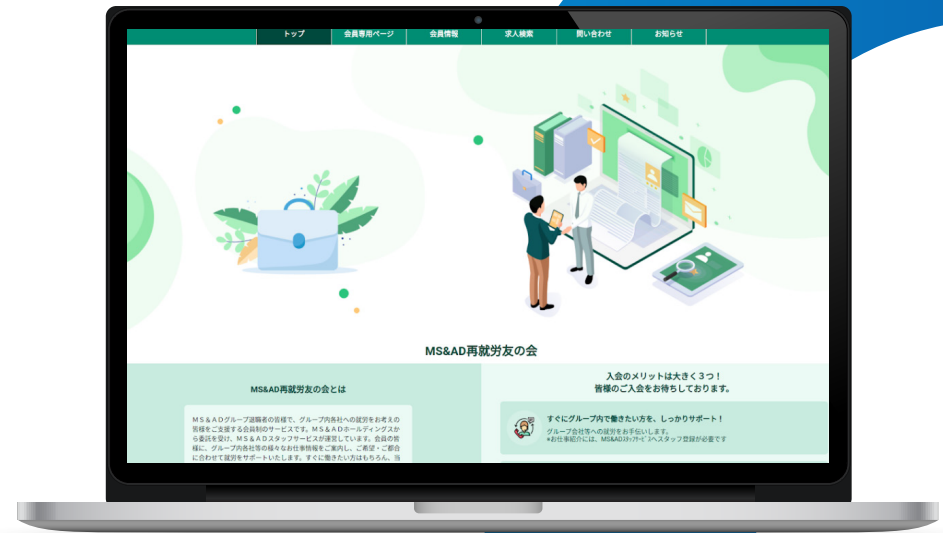 トップ
会員専用ページ
会員情報
求人検索
問い合わせ
お知らせ
MS&AD再就労友の会
MS&AD再就労友の会とは
ＭＳ＆ＡＤグループ退職者の皆様で、グループ内各社への就労をお考えの
皆様をご支援する会員制のサービスです。ＭＳ＆ＡＤホールディングスか
ら委託を受け、ＭＳ＆ＡＤスタッフサービスが運営しています。会員の皆
様に、グループ内各社等の様々なお仕事情報をご案内し、ご希望・ご都合
に合わせて就労をサポートいたします。すぐに働きたい方はもちろん、当
入会のメリットは大きく３つ！
皆様のご入会をお待ちしております。
すぐにグループ内で働きたい方を、しっかりサポート！
グループ会社等への就労をお手伝いします。
※お仕事紹介には、MS&ADｽﾀｯﾌｻｰﾋﾞｽへスタッフ登録が必要です